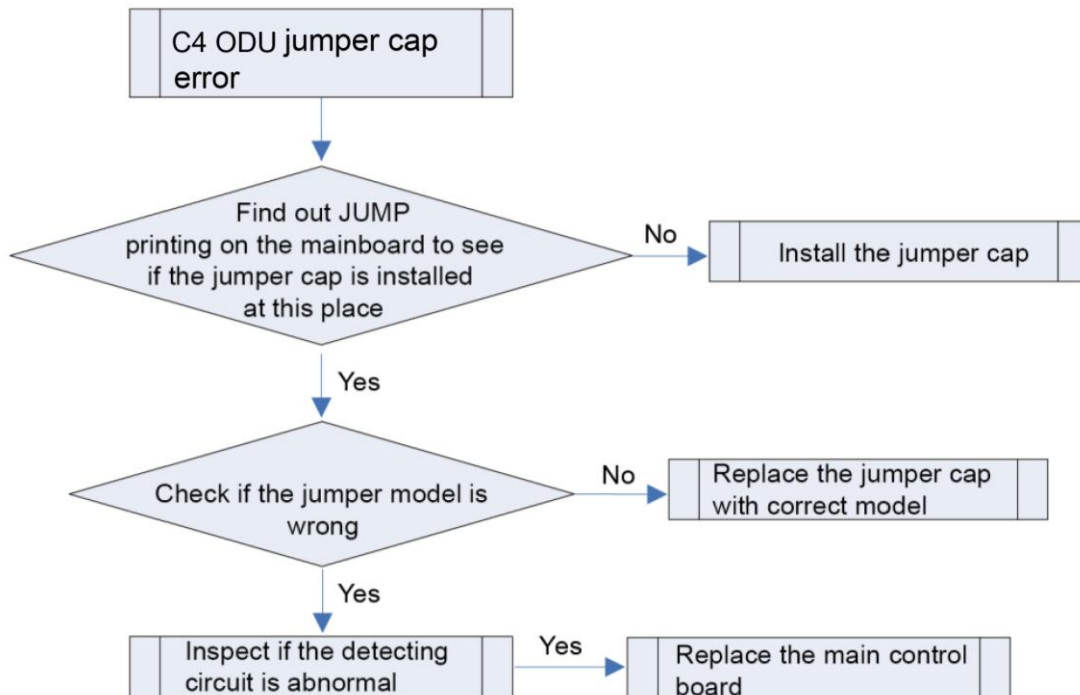 C4 ODU jumper cap
error
Find out JUMP
printing on the mainboard to see
if the jumper cap is installed
at this place
No
Install the jumper cap
Yes
Check if the jumper model is
wrong
No
Replace the jumper cap
with correct model
Yes
Inspect if the detecting
circuit is abnormal
Yes
Replace the main control
board